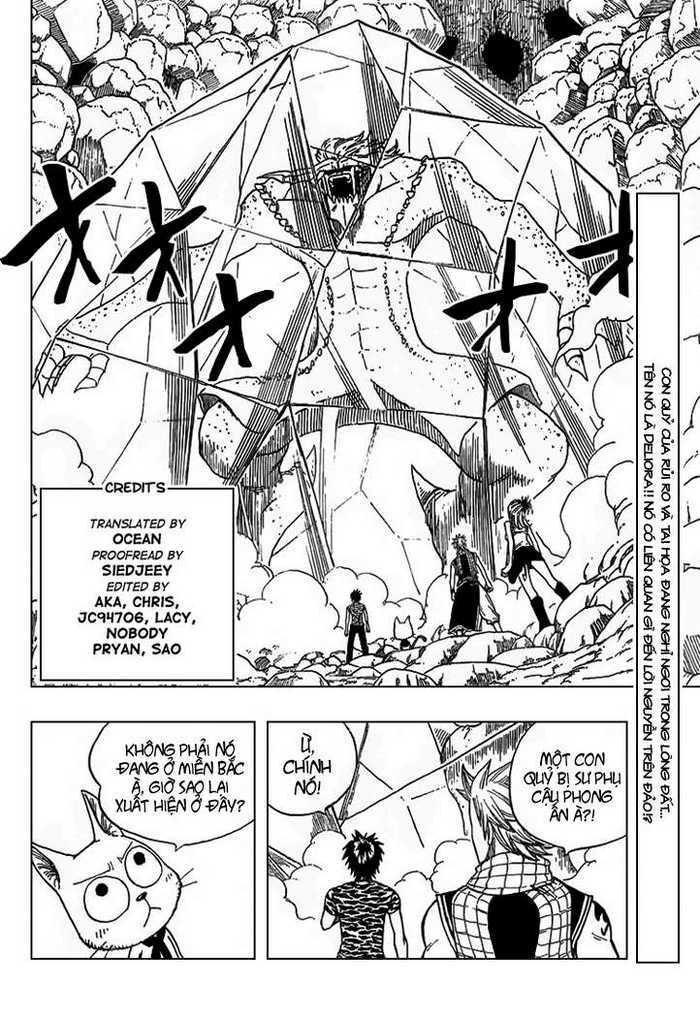 CON QUỶ CỦA RỦI RO VÀ TAI HỌA ĐANG NGHỈ NGƠI TRONG LÒNG ĐẤT...
TÊN NÓ LÀ DELIORA!! NÓ CÓ LIÊN QUAN GÌ ĐẾN LỜI NGUYỀN TRÊN ĐẢO!?
CREDITS
TRANSLATED BY
OCEAN
PROOFREAD BY
SIEDJEEY
EDITED BY
AKA, CHRIS,
JC94706, LACY,
NOBODY
PRYAN, SAO
MỘT CON
QUỶ BỊ SƯ PHỤ
CẬU PHONG
ẤN À?!
Ừ,
CHÍNH
NÓ!
KHÔNG PHẢI NÓ
ĐANG Ở MIỀN BẮC
À, GIỜ SAO LẠI
XUẤT HIỆN Ở ĐÂY?